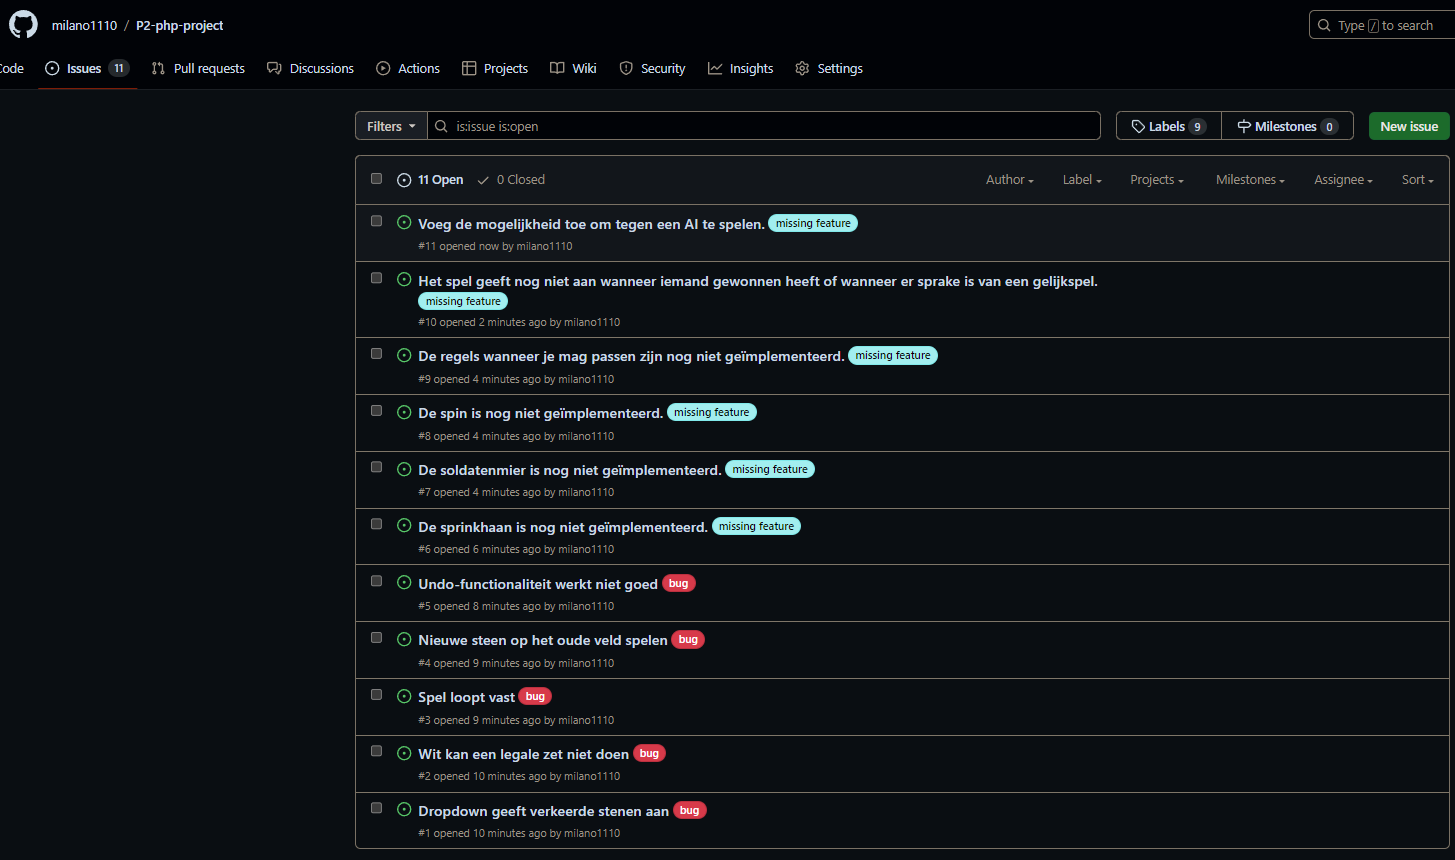 milano1110 / P2-php-project
Type / to search
Code Issues 11 Pull requests Discussions Actions Projects Wiki Security Insights Settings
Filters is:issue is:open Labels 9 Milestones 0 New issue
11 Open 0 Closed Author Label Projects Milestones Assignee Sort
Voeg de mogelijkheid toe om tegen een AI te spelen. missing feature
#11 opened now by milano1110
Het spel geeft nog niet aan wanneer iemand gewonnen heeft of wanneer er sprake is van een gelijkspel.
missing feature
#10 opened 2 minutes ago by milano1110
De regels wanneer je mag passen zijn nog niet geïmplementeerd. missing feature
#9 opened 4 minutes ago by milano1110
De spin is nog niet geïmplementeerd. missing feature
#8 opened 4 minutes ago by milano1110
De soldatenmier is nog niet geïmplementeerd. missing feature
#7 opened 4 minutes ago by milano1110
De sprinkhaan is nog niet geïmplementeerd. missing feature
#6 opened 6 minutes ago by milano1110
Undo-functionaliteit werkt niet goed bug
#5 opened 8 minutes ago by milano1110
Nieuwe steen op het oude veld spelen bug
#4 opened 9 minutes ago by milano1110
Spel loopt vast bug
#3 opened 9 minutes ago by milano1110
Wit kan een legale zet niet doen bug
#2 opened 10 minutes ago by milano1110
Dropdown geeft verkeerde stenen aan bug
#1 opened 10 minutes ago by milano1110